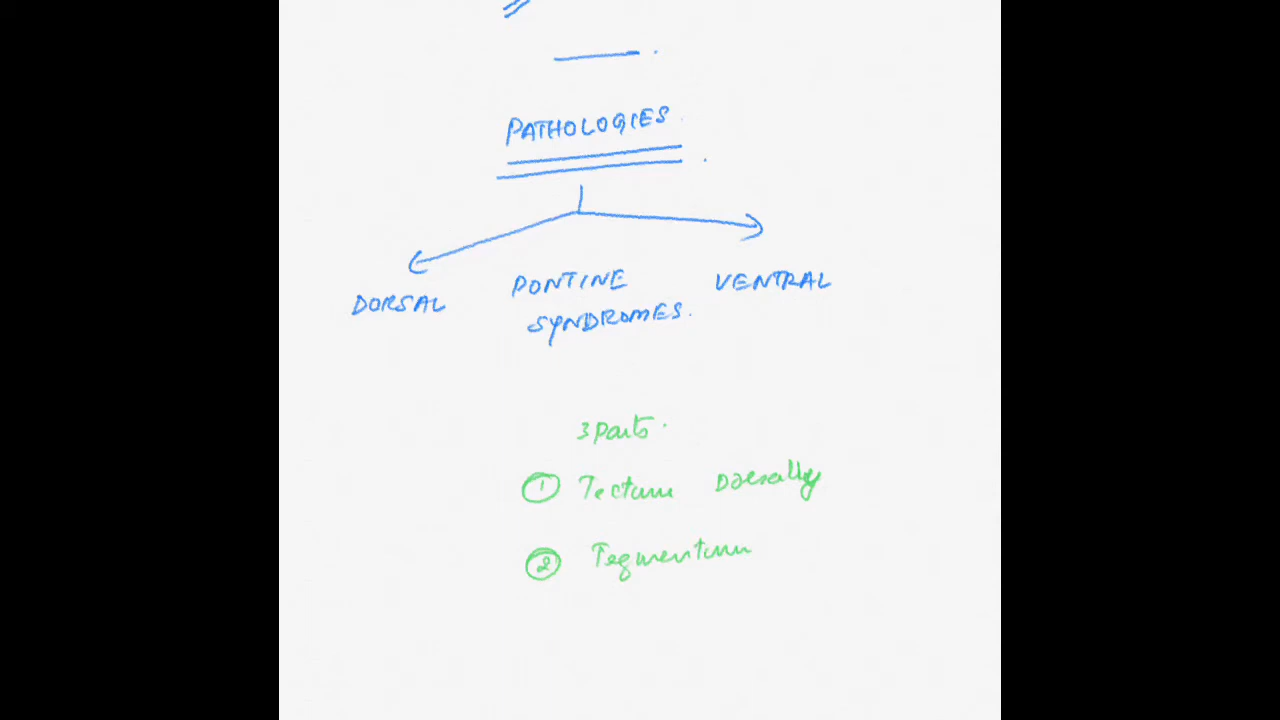 PATHOLOGIES
DORSAL PONTINE VENTRAL
SYNDROMES.
3 Parts.
1 Tectum Dorsally
2 Tegmentum